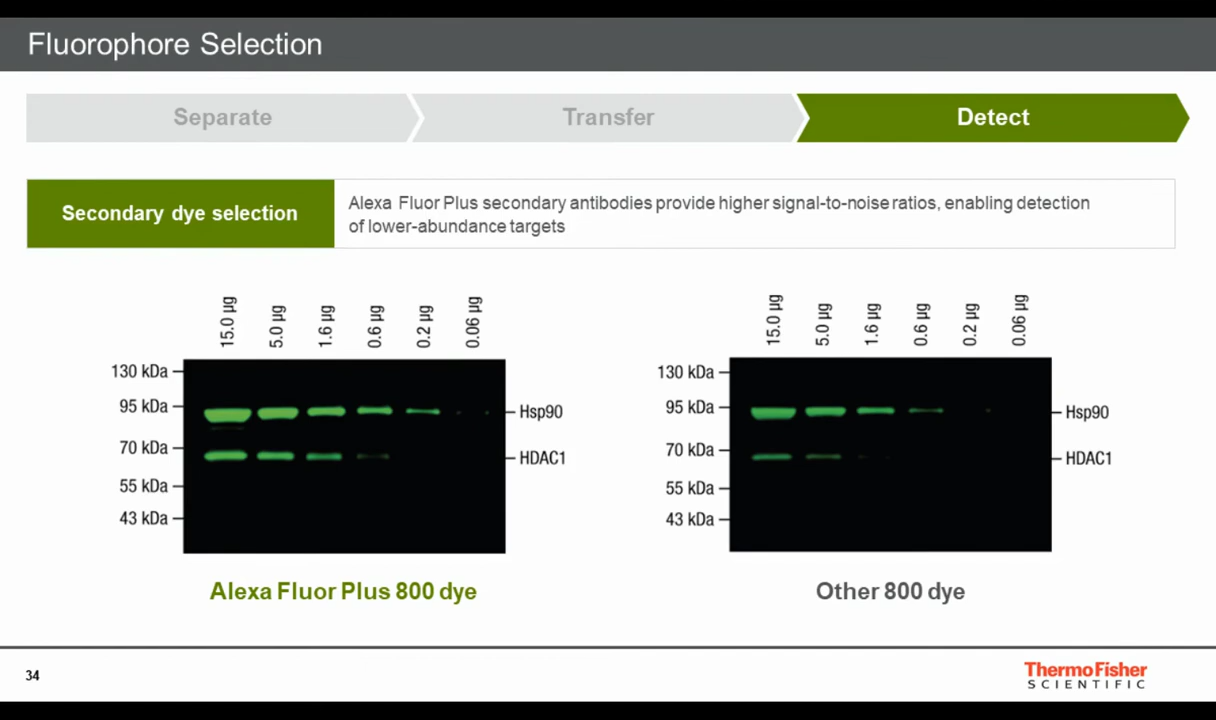 Fluorophore Selection
Separate
Transfer
Detect
Secondary dye selection
Alexa Fluor Plus secondary antibodies provide higher signal-to-noise ratios, enabling detection
of lower-abundance targets
15.0 µg
5.0 µg
1.6 µg
0.6 µg
0.2 µg
0.06 µg
130 kDa
95 kDa
70 kDa
55 kDa
43 kDa
Hsp90
HDAC1
Alexa Fluor Plus 800 dye
15.0 µg
5.0 µg
1.6 µg
0.6 µg
0.2 µg
0.06 µg
130 kDa
95 kDa
70 kDa
55 kDa
43 kDa
Hsp90
HDAC1
Other 800 dye
34
ThermoFisher
SCIENTIFIC